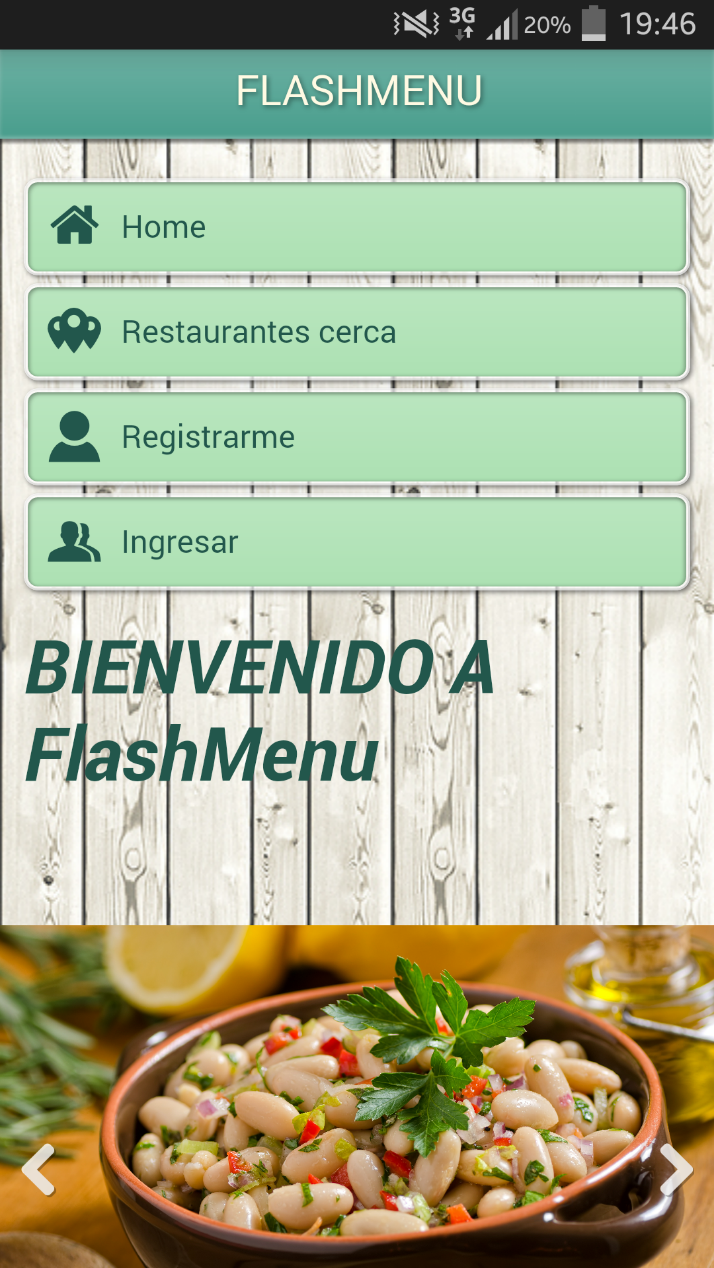 3G 20% 19:46
FLASHMENU
Home
Restaurantes cerca
Registrarme
Ingresar
BIENVENIDO A
FlashMenu